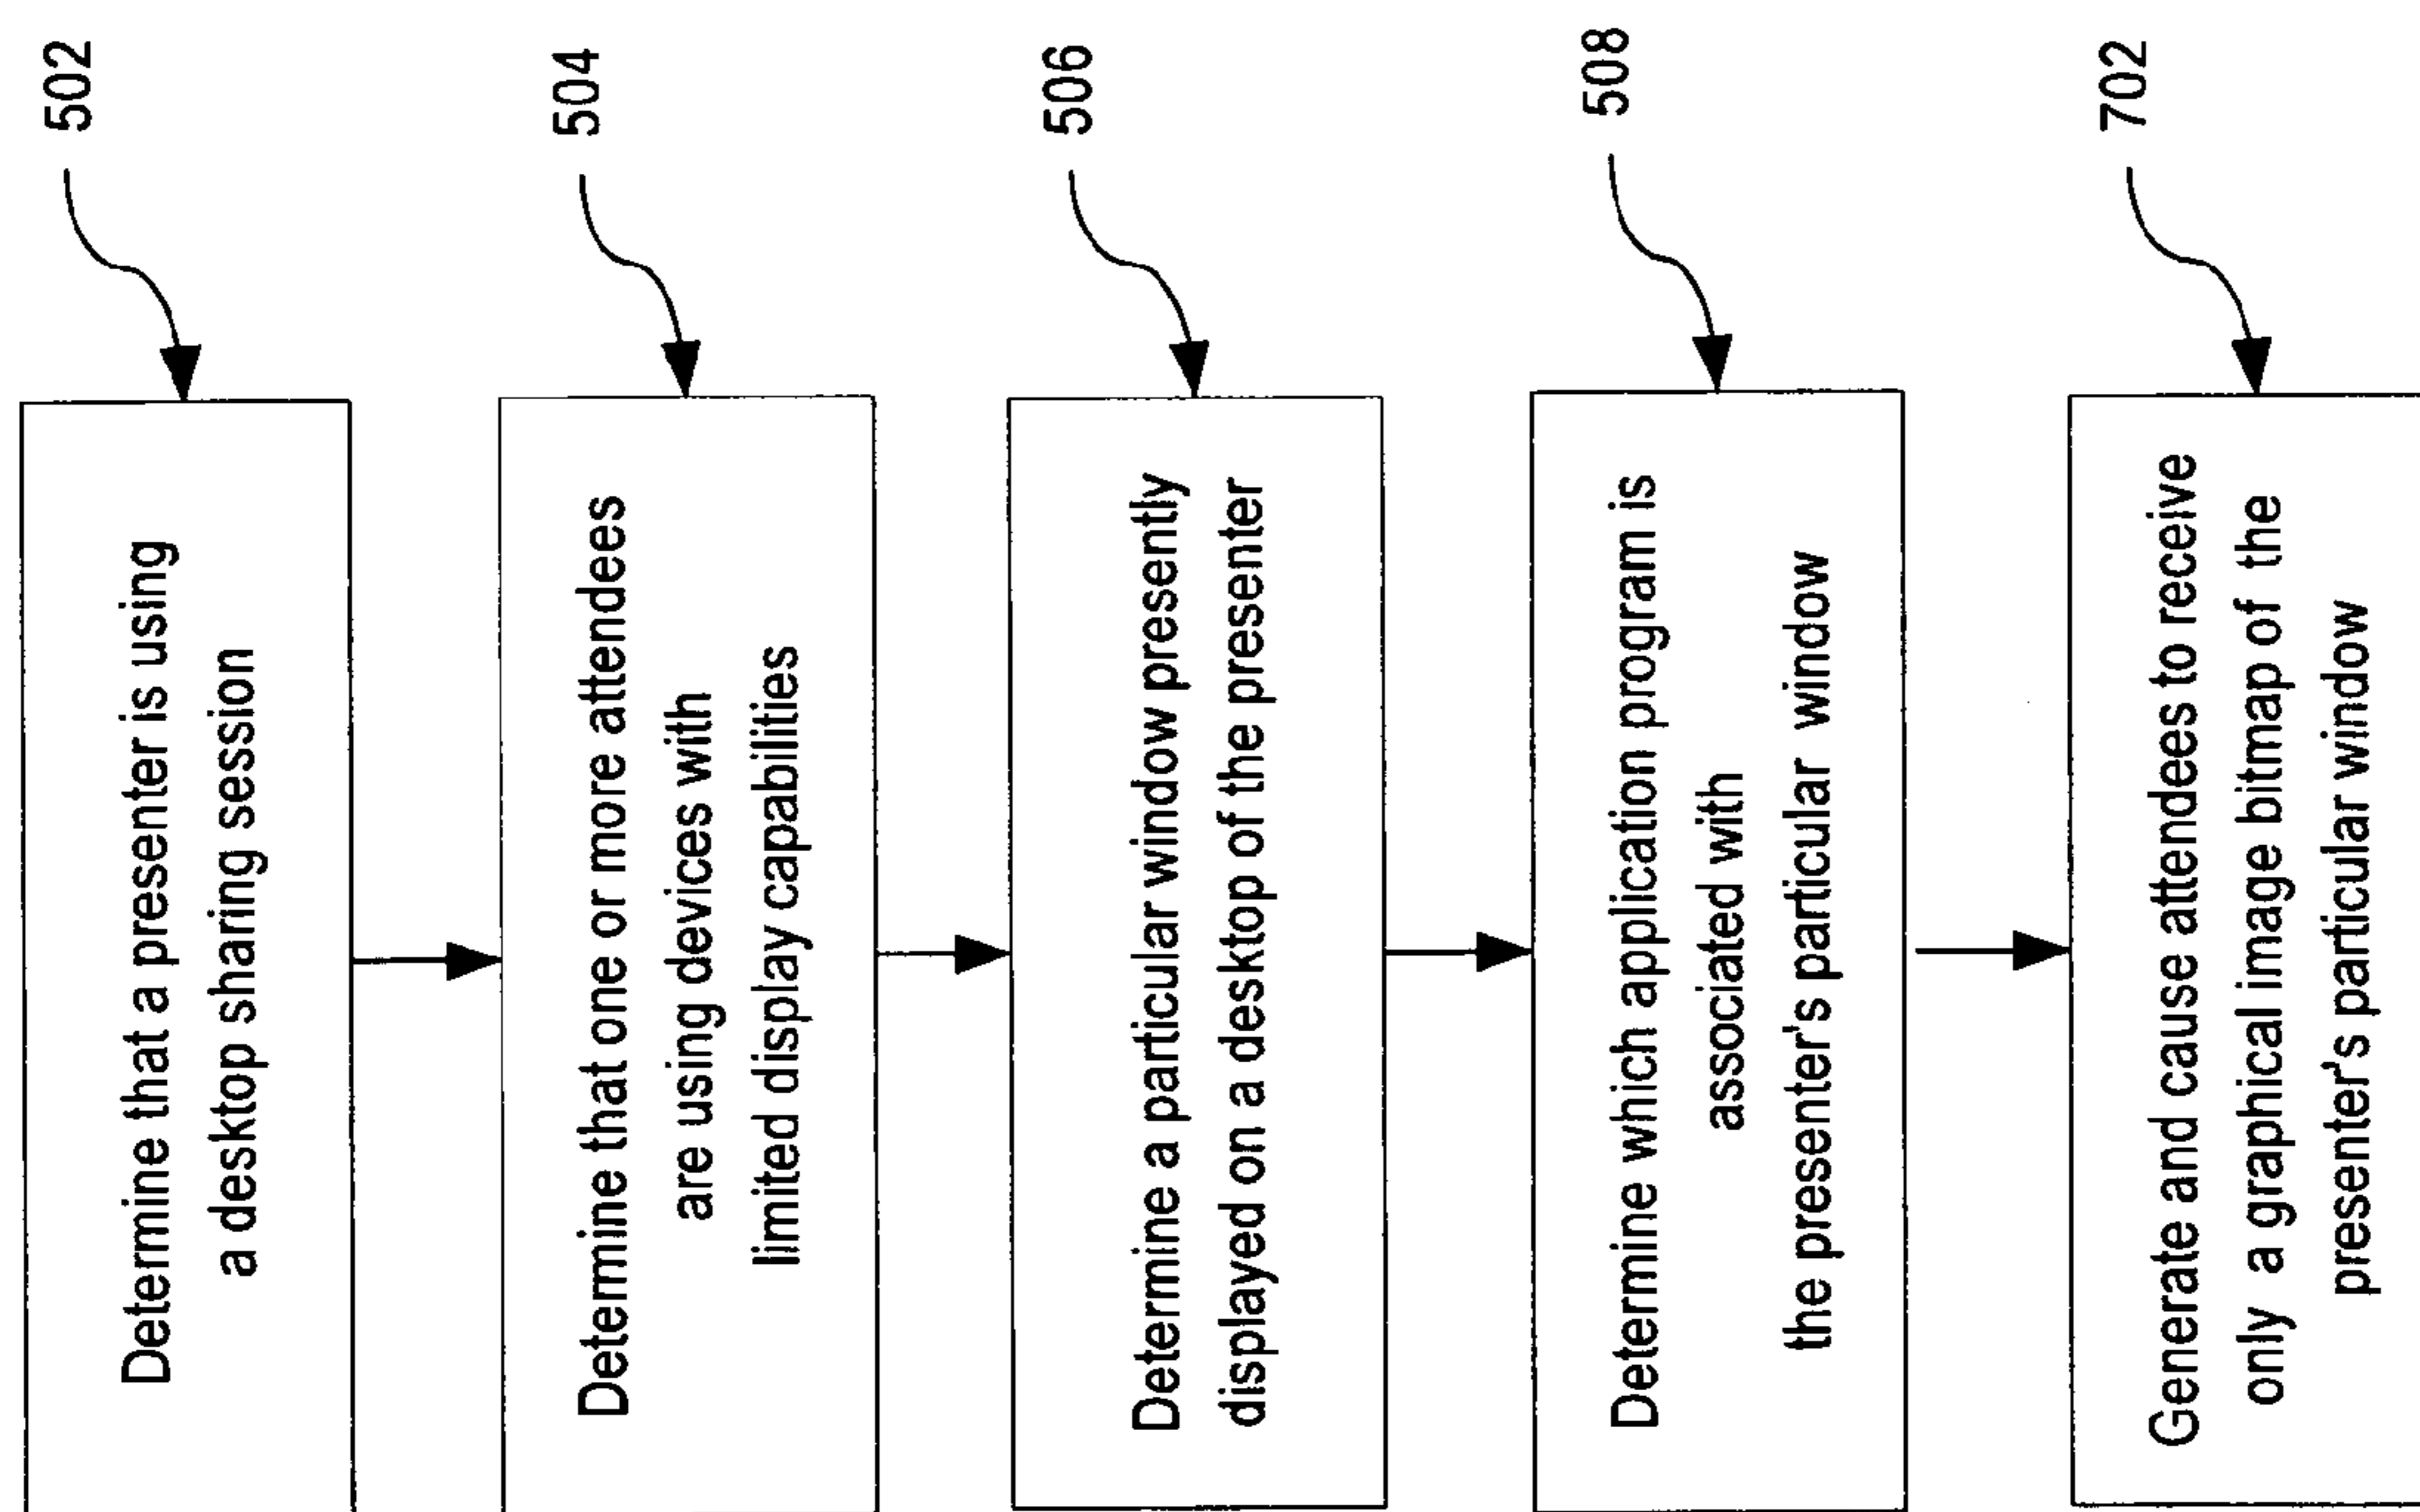 502
Determine that a presenter is using
a desktop sharing session
504
Determine that one or more attendees
are using devices with
limited display capabilities
506
Determine a particular window presently
displayed on a desktop of the presenter
508
Determine which application program is
associated with
the presenter's particular window
702
Generate and cause attendees to receive
only a graphical image bitmap of the
presenter's particular window